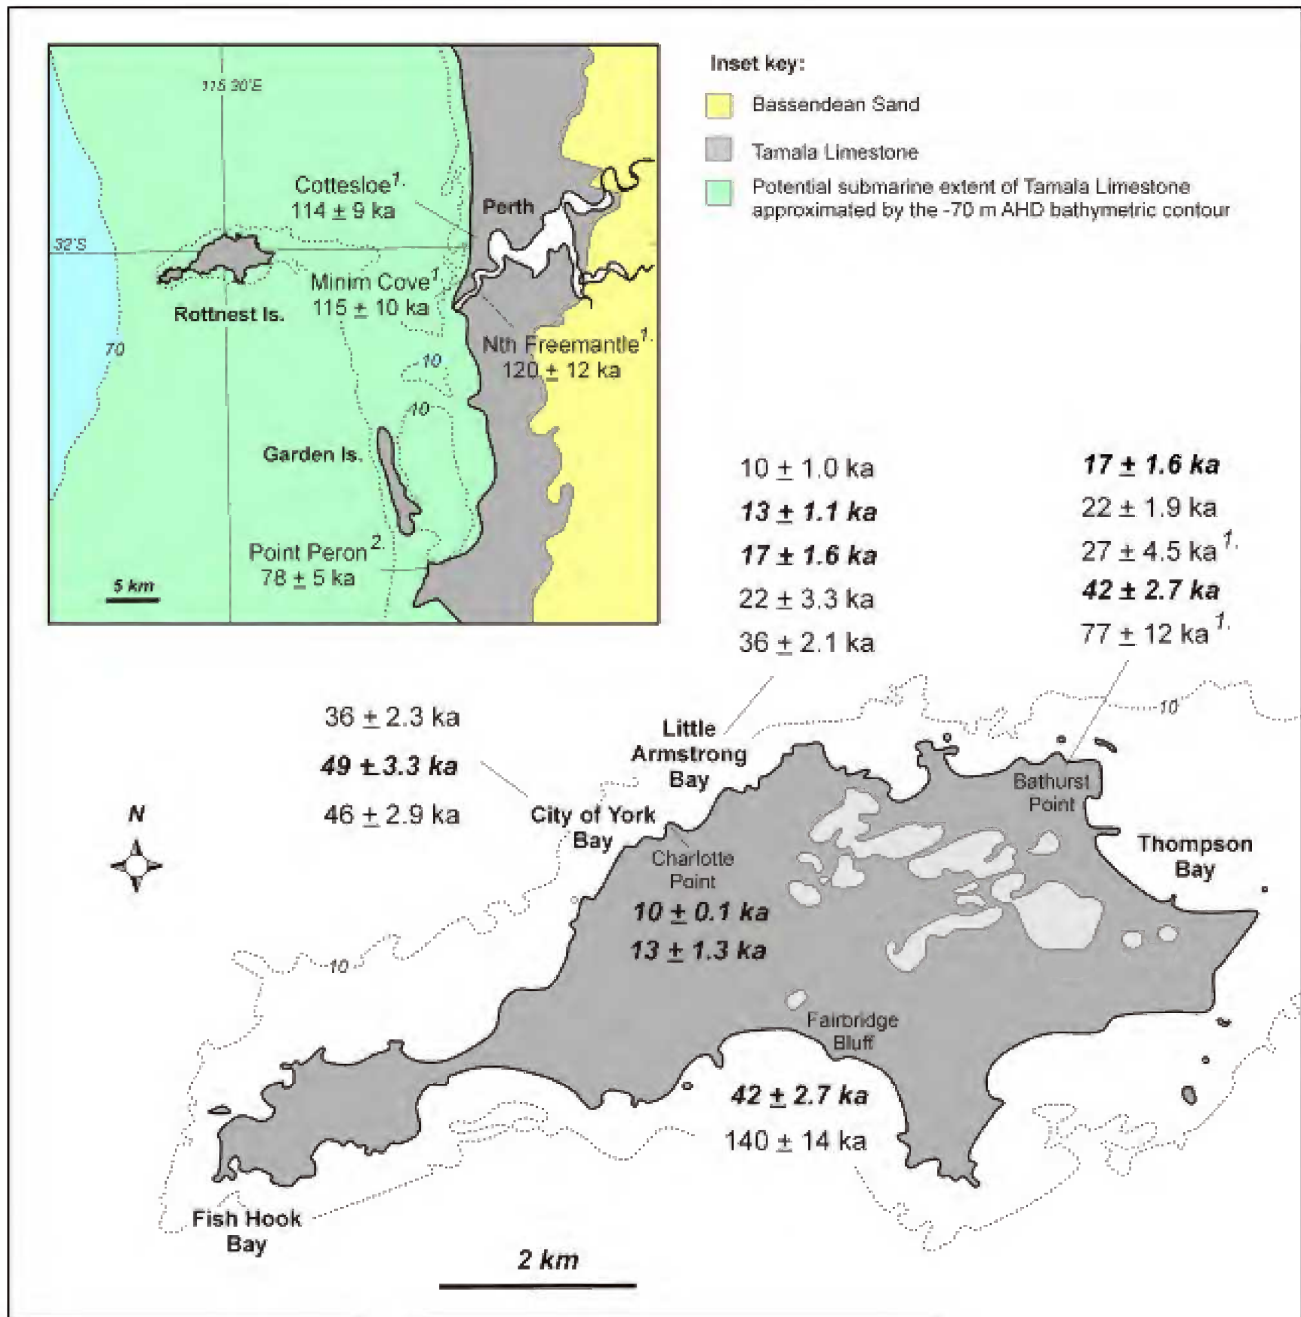 115 30'E
Cottesloe1.
114 ± 9 ka
Perth
32'S
Minim Cove1.
115 ± 10 ka
Rottnest Is.
70
Nth Freemantle1.
120 ± 12 ka
10
10
Garden Is.
Point Peron2.
78 ± 5 ka
5 km
Inset key:
Bassendean Sand
Tamala Limestone
Potential submarine extent of Tamala Limestone
approximated by the -70 m AHD bathymetric contour
10 ± 1.0 ka
13 ± 1.1 ka
17 ± 1.6 ka
22 ± 3.3 ka
36 ± 2.1 ka
17 ± 1.6 ka
22 ± 1.9 ka
27 ± 4.5 ka1.
42 ± 2.7 ka
77 ± 12 ka1.
36 ± 2.3 ka
49 ± 3.3 ka
46 ± 2.9 ka
Little
Armstrong
Bay
10
Bathurst
Point
N
City of York
Bay
Charlotte
Point
Thompson
Bay
10 ± 0.1 ka
13 ± 1.3 ka
10
Fairbridge
Bluff
42 ± 2.7 ka
140 ± 14 ka
Fish Hook
Bay
2 km